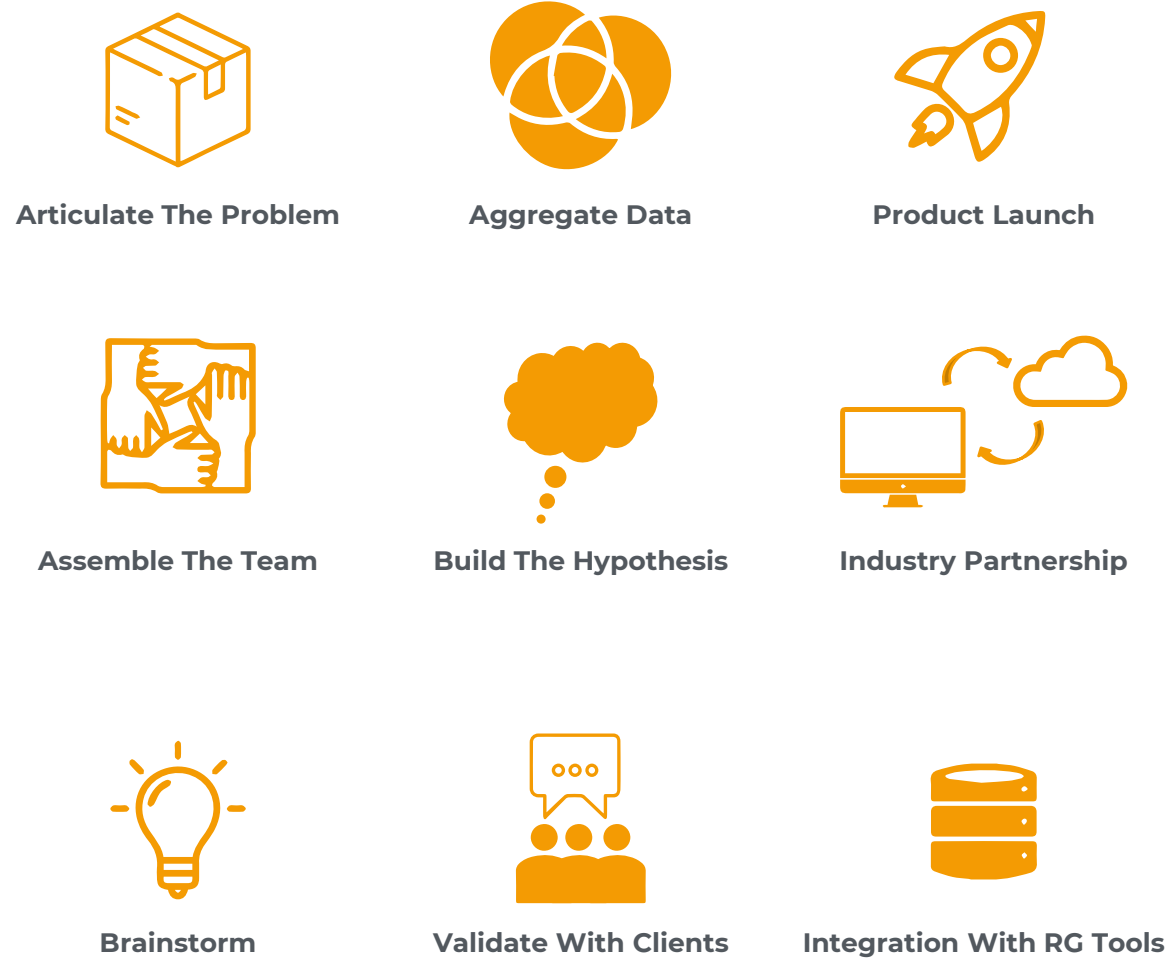 Articulate The Problem
Aggregate Data
Product Launch
Assemble The Team
Build The Hypothesis
Industry Partnership
Brainstorm
Validate With Clients
Integration With RG Tools